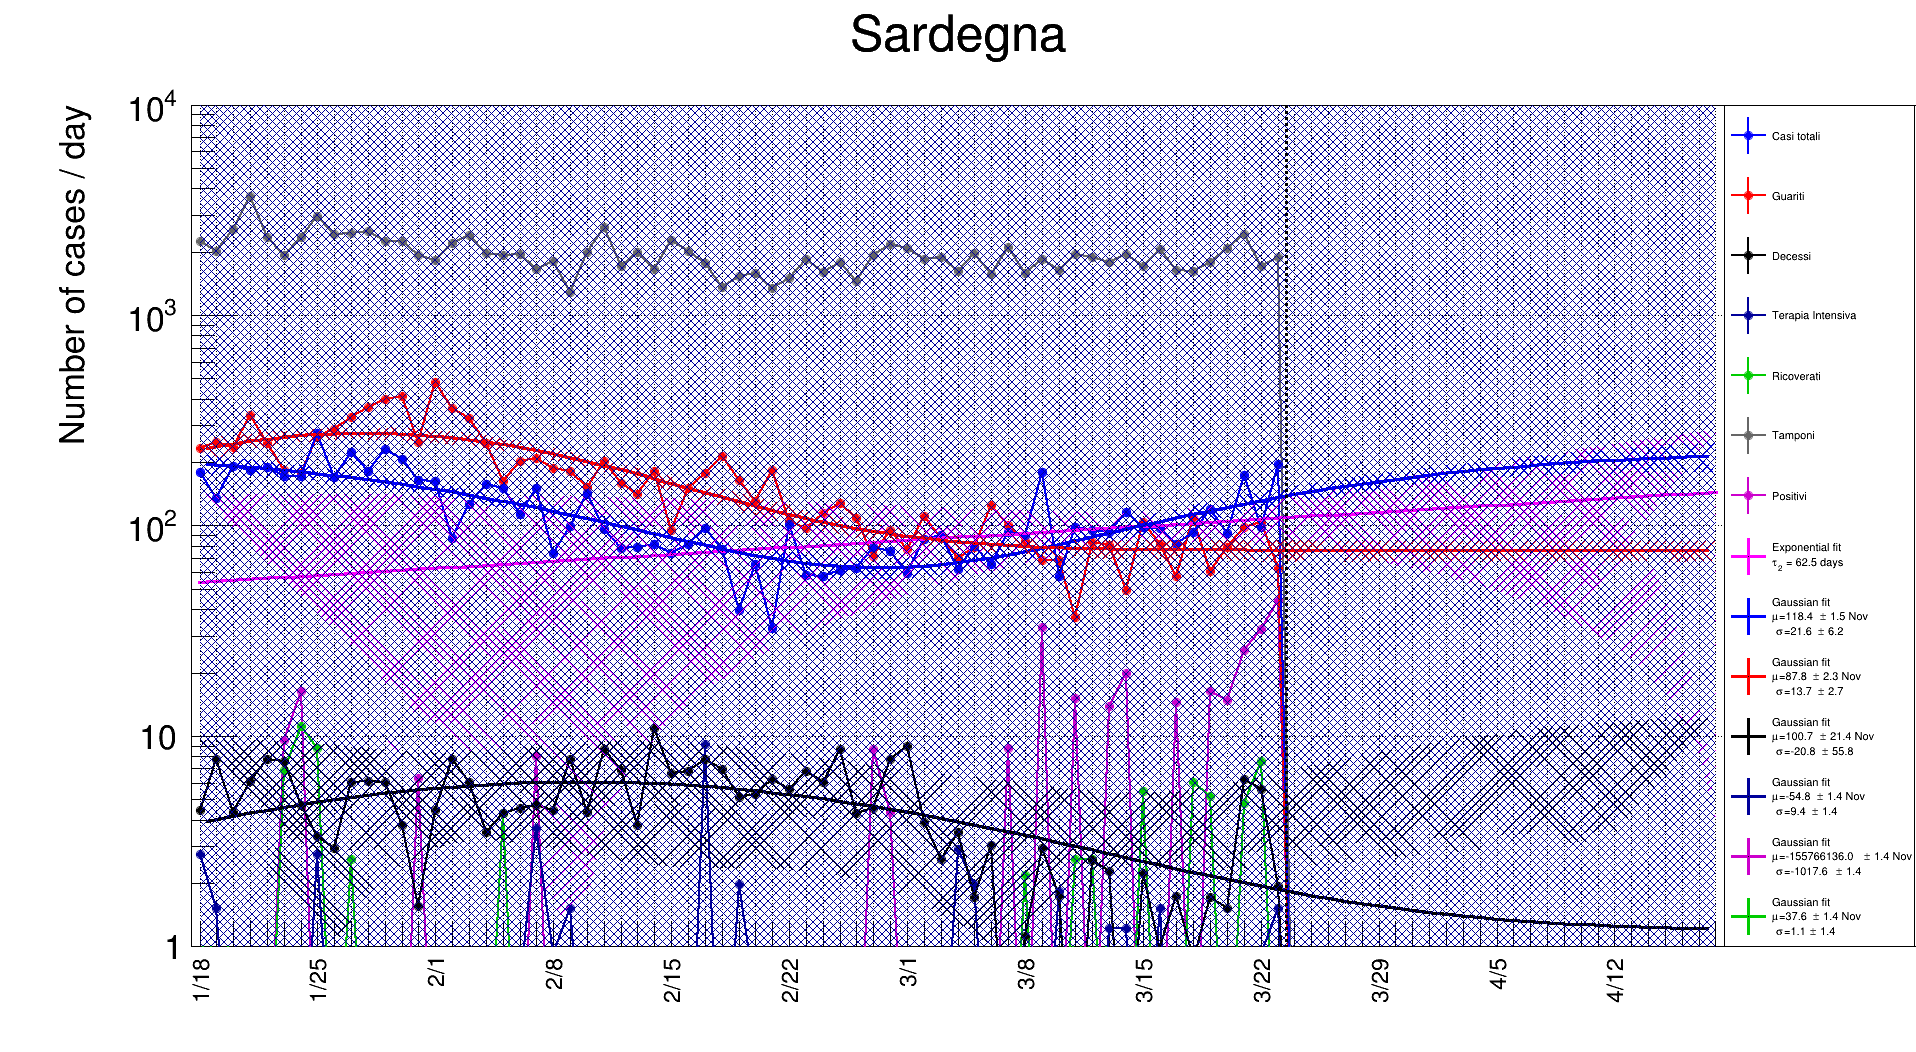 Sardegna
Number of cases / day
10^4
10^3
10^2
10
1
1/18
1/25
2/1
2/8
2/15
2/22
3/1
3/8
3/15
3/22
3/29
4/5
4/12
Casi totali
Guariti
Decessi
Terapia Intensiva
Ricoverati
Tamponi
Positivi
Exponential fit
τ_2 = 62.5 days
Gaussian fit
μ=118.4 ± 1.5 Nov
σ=21.6 ± 6.2
Gaussian fit
μ=87.8 ± 2.3 Nov
σ=13.7 ± 2.7
Gaussian fit
μ=100.7 ± 21.4 Nov
σ=-20.8 ± 55.8
Gaussian fit
μ=-54.8 ± 1.4 Nov
σ=9.4 ± 1.4
Gaussian fit
μ=-155766136.0 ± 1.4 Nov
σ=-1017.6 ± 1.4
Gaussian fit
μ=37.6 ± 1.4 Nov
σ=1.1 ± 1.4